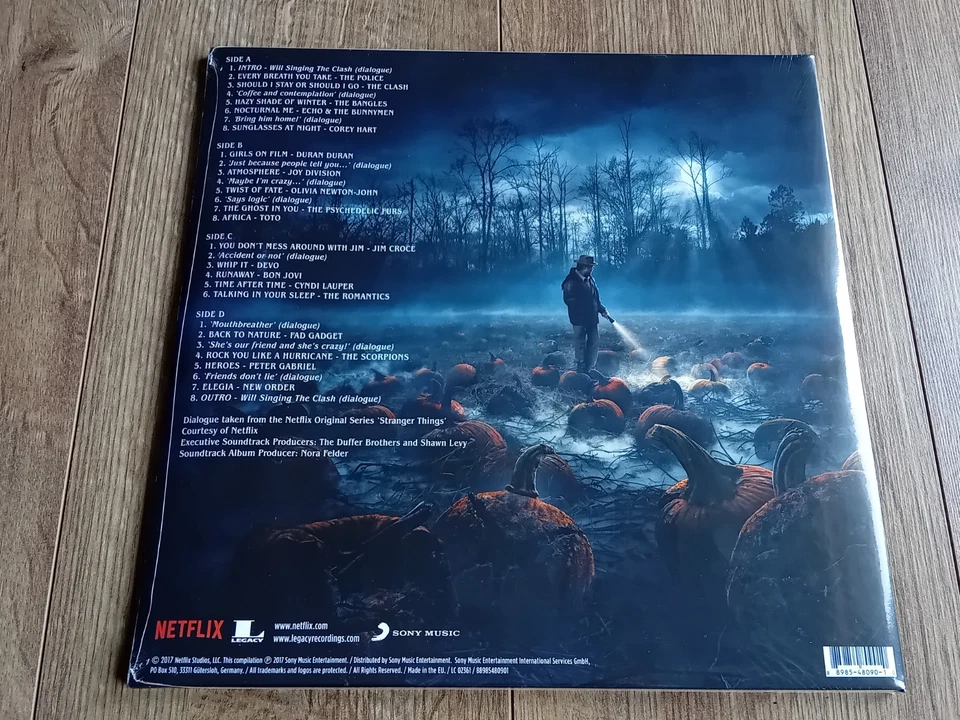 SIDE A
1. INTRO - Will Singing The Clash (dialogue)
2. EVERY BREATH YOU TAKE - THE POLICE
3. SHOULD I STAY OR SHOULD I GO - THE CLASH
4. 'Coffee and contemplation' (dialogue)
5. HAZY SHADE OF WINTER - THE BANGLES
6. NOCTURNAL ME - ECHO & THE BUNNYMEN
7. 'Bring him home!' (dialogue)
8. SUNGLASSES AT NIGHT - COREY HART
SIDE B
1. GIRLS ON FILM - DURAN DURAN
2. 'Just because people tell you...' (dialogue)
3. ATMOSPHERE - JOY DIVISION
4. 'Maybe I'm crazy...' (dialogue)
5. TWIST OF FATE - OLIVIA NEWTON-JOHN
6. 'Says logic' (dialogue)
7. THE GHOST IN YOU - THE PSYCHEDELIC FURS
8. AFRICA - TOTO
SIDE C
1. YOU DON'T MESS AROUND WITH JIM - JIM CROCE
2. 'Accident or not' (dialogue)
3. WHIP IT - DEVO
4. RUNAWAY - BON JOVI
5. TIME AFTER TIME - CYNDI LAUPER
6. TALKING IN YOUR SLEEP - THE ROMANTICS
SIDE D
1. 'Mouthbreather' (dialogue)
2. BACK TO NATURE - FAD GADGET
3. 'She's our friend and she's crazy!' (dialogue)
4. ROCK YOU LIKE A HURRICANE - THE SCORPIONS
5. HEROES - PETER GABRIEL
6. 'Friends don't lie' (dialogue)
7. ELEGIA - NEW ORDER
8. OUTRO - Will Singing The Clash (dialogue)
Dialogue taken from the Netflix Original Series 'Stranger Things'
Courtesy of Netflix
Executive Soundtrack Producers: The Duffer Brothers and Shawn Levy
Soundtrack Album Producer: Nora Felder
NETFLIX
L
LEGACY
www.netflix.com
www.legacyrecordings.com
SONY MUSIC
© 2017 Netflix Studios, LLC. This compilation ℗ 2017 Sony Music Entertainment. / Distributed by Sony Music Entertainment. Sony Music Entertainment International Services GmbH,
PO Box 510, 33311 Gütersloh, Germany. / All trademarks and logos are protected. / All Rights Reserved. / Made in the EU. / LC 02361 / 88985480901
8 8985-48090-1